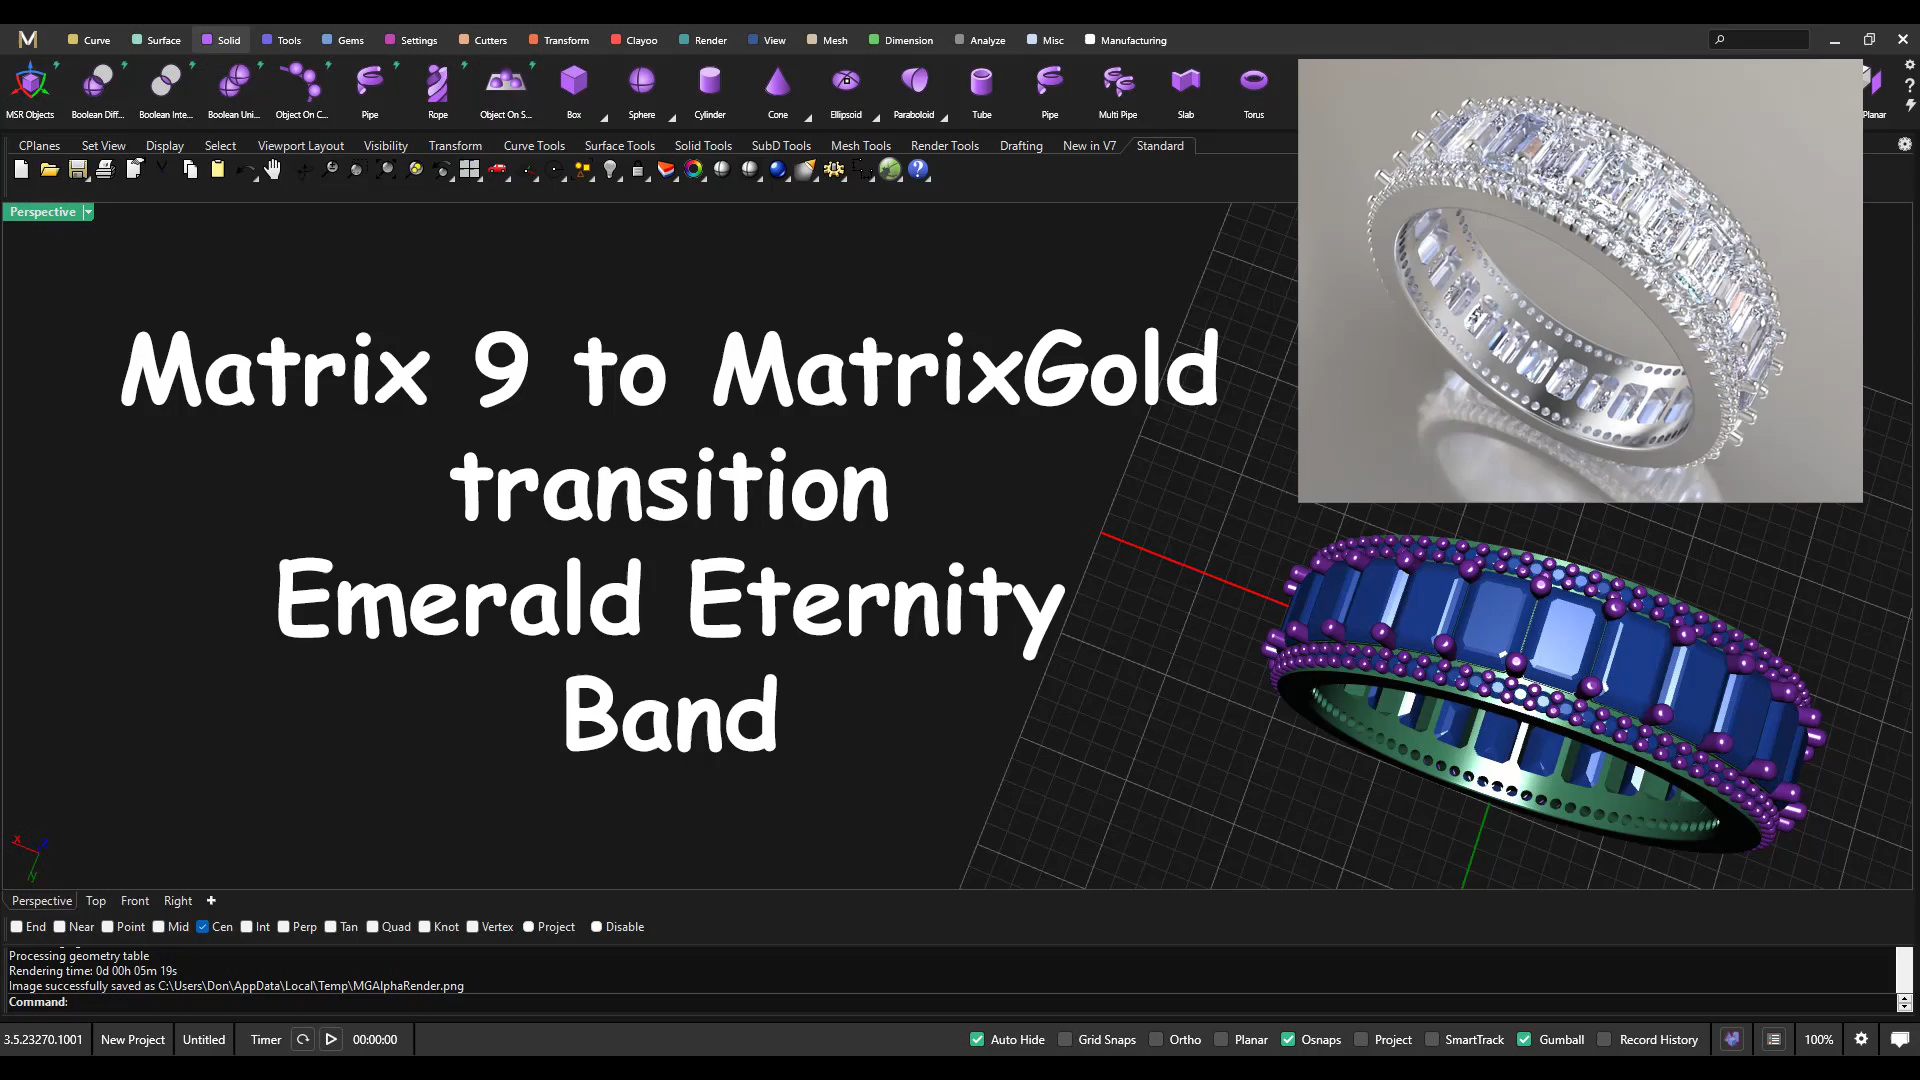 Curve Surface Solid Tools Gems Settings Cutters Transform Clayoo Render View Mesh Dimension Analyze Misc Manufacturing
MSR Objects Boolean Diff... Boolean Inte... Boolean Uni... Object On C... Pipe Rope Object On S... Box Sphere Cylinder Cone Ellipsoid Paraboloid Tube Pipe Multi Pipe Slab Torus Planar
CPlanes Set View Display Select Viewport Layout Visibility Transform Curve Tools Surface Tools Solid Tools SubD Tools Mesh Tools Render Tools Drafting New in V7 Standard
Perspective
Matrix 9 to MatrixGold
transition
Emerald Eternity
Band
x
z
y
Perspective Top Front Right
End Near Point Mid Cen Int Perp Tan Quad Knot Vertex Project Disable
Processing geometry table
Rendering time: 0d 00h 05m 19s
Image successfully saved as C:\Users\Don\AppData\Local\Temp\MGAlphaRender.png
Command:
3.5.23270.1001 New Project Untitled Timer 00:00:00 Auto Hide Grid Snaps Ortho Planar Osnaps Project SmartTrack Gumball Record History 100%